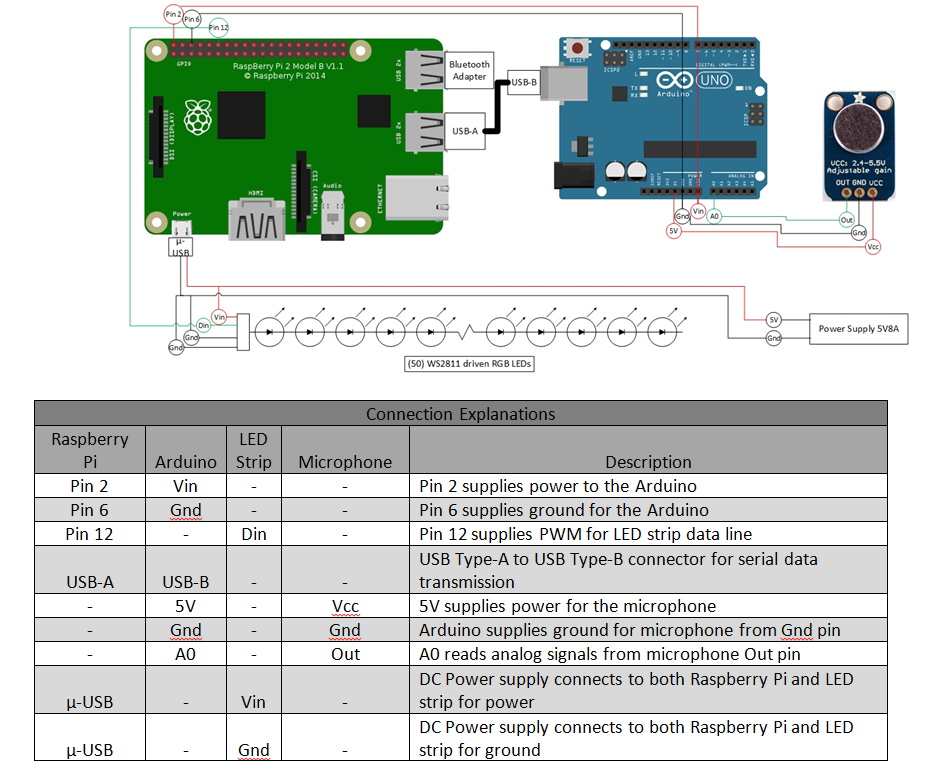 Pin 2
Pin 6
Pin 12
GPIO
RaspBerry Pi 2 Model B V1.1
© Raspberry Pi 2014
DSI (DISPLAY)
HDMI
CSI (CAMERA)
Audio
Power
ETHERNET
USB 2x
USB 2x
Bluetooth
Adapter
USB-A
USB-B
RESET
ICSP2
L
TX
RX
Arduino
UNO
DIGITAL (PWM~)
ON
ICSP
IOREF
RESET
POWER
ANALOG IN
VCC: 2.4-5.5V
Adjustable gain
OUT GND VCC
Gnd
Vin
A0
5V
Out
Gnd
Vcc
μ-
USB
Vin
Din
Gnd
Gnd
5V
Gnd
Power Supply 5V8A
(50) WS2811 driven RGB LEDs
Connection Explanations
Raspberry
Pi
Arduino
LED
Strip
Microphone
Description
Pin 2 Vin - - Pin 2 supplies power to the Arduino
Pin 6 Gnd - - Pin 6 supplies ground for the Arduino
Pin 12 - Din - Pin 12 supplies PWM for LED strip data line
USB-A USB-B - - USB Type-A to USB Type-B connector for serial data
transmission
- 5V - Vcc 5V supplies power for the microphone
- Gnd - Gnd Arduino supplies ground for microphone from Gnd pin
- A0 - Out A0 reads analog signals from microphone Out pin
μ-USB - Vin - DC Power supply connects to both Raspberry Pi and LED
strip for power
μ-USB - Gnd - DC Power supply connects to both Raspberry Pi and LED
strip for ground